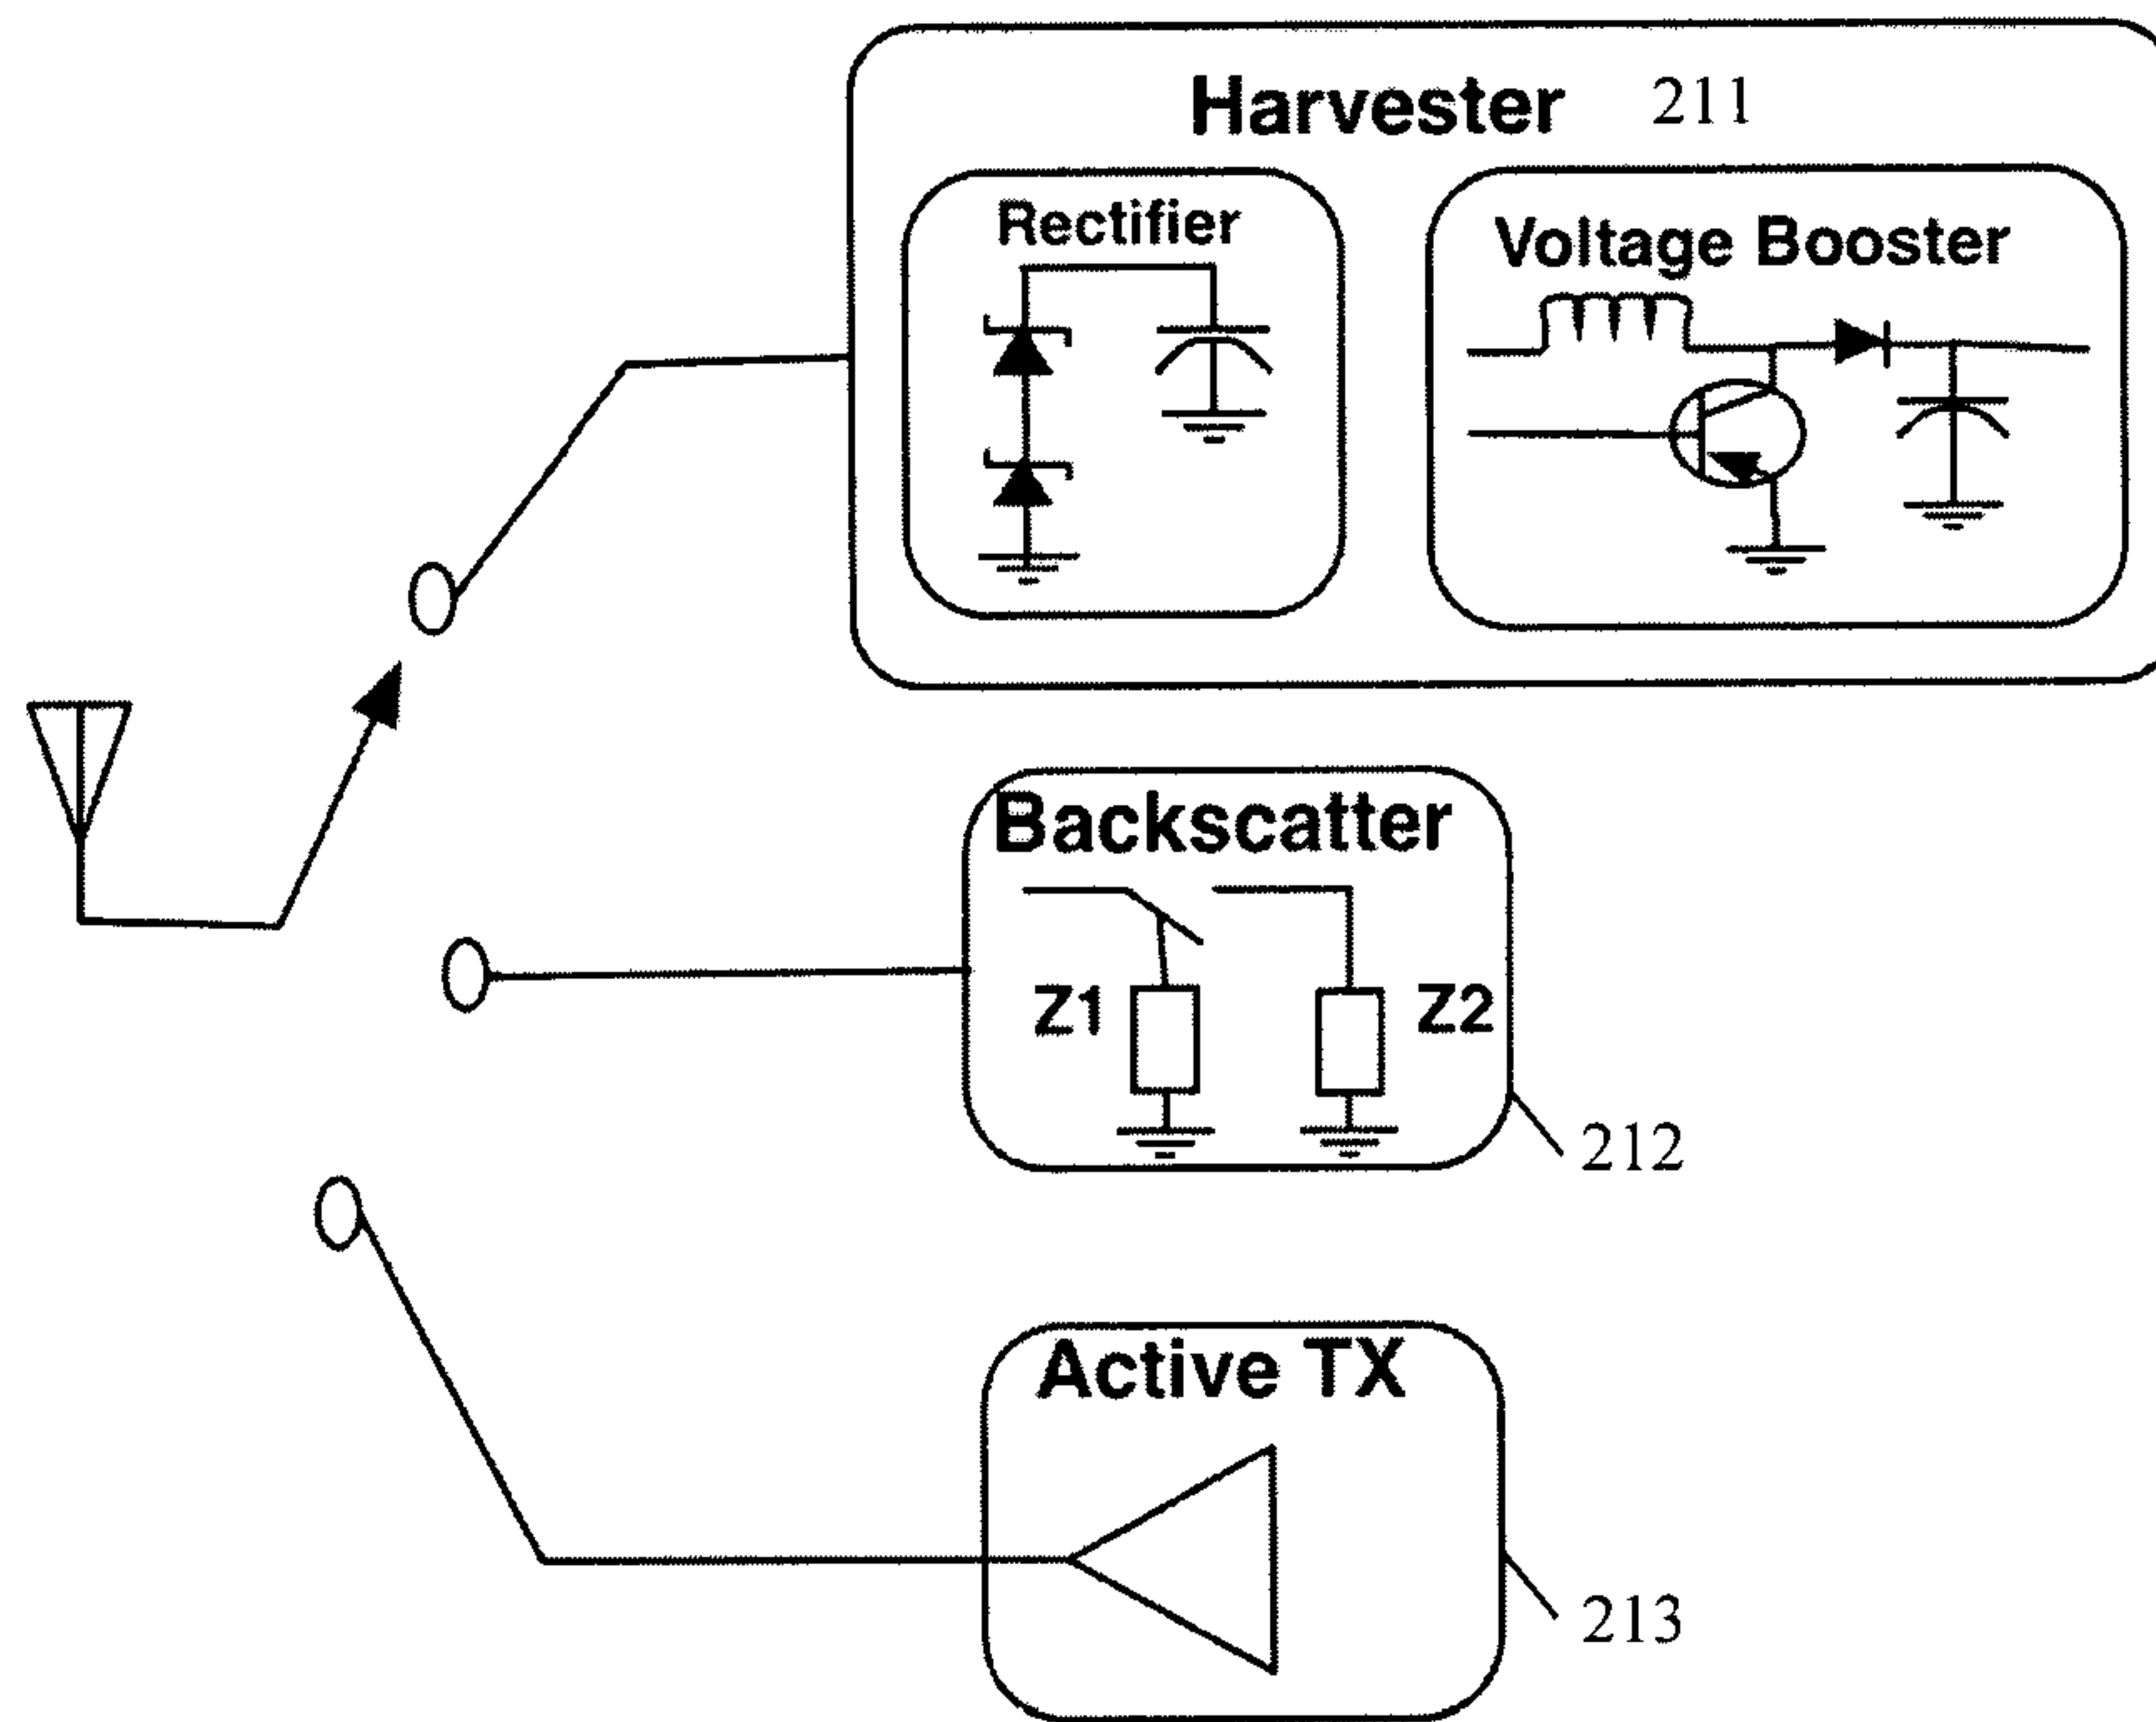 Harvester 211
Rectifier
Voltage Booster
Backscatter
Z1 Z2
212
Active TX
213